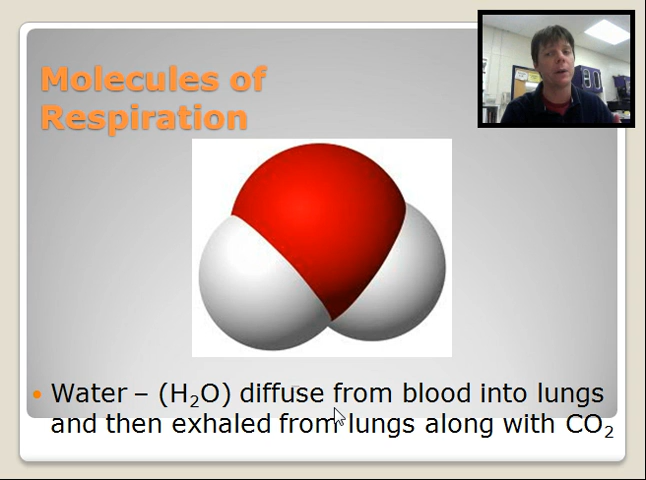 Molecules of
Respiration
Water – (H₂O) diffuse from blood into lungs
and then exhaled from lungs along with CO₂